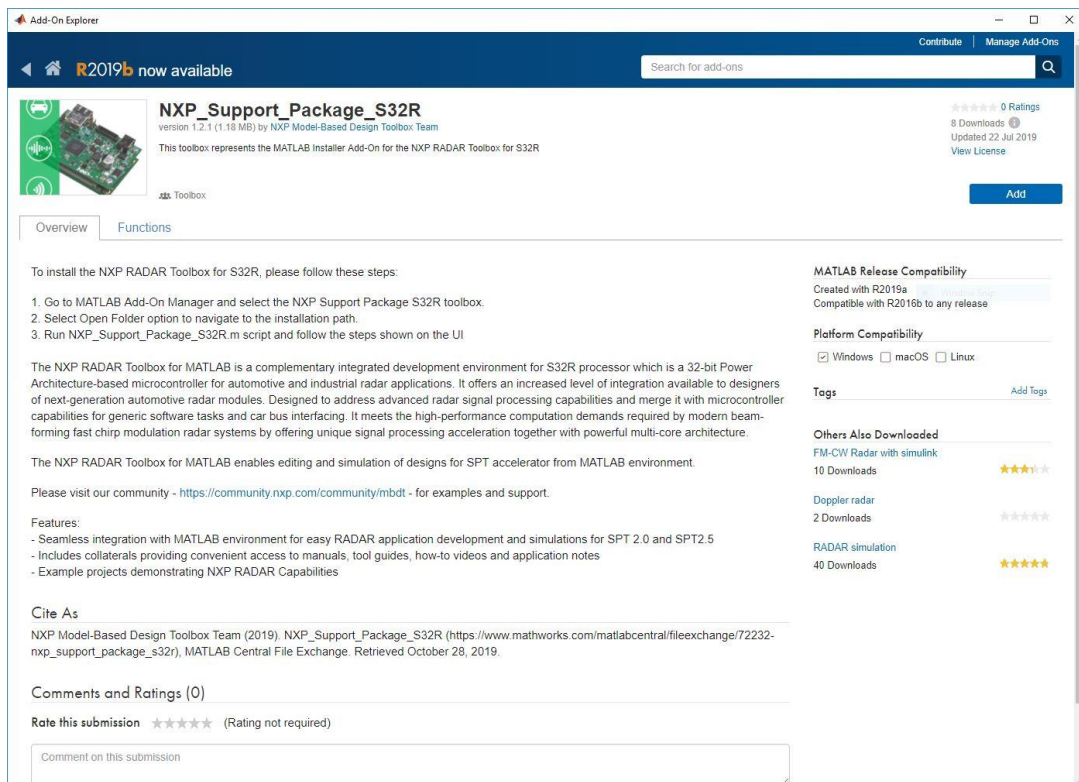 Add-On Explorer
Contribute | Manage Add-Ons
R2019b now available
Search for add-ons
NXP_Support_Package_S32R
version 1.2.1 (1.18 MB) by NXP Model-Based Design Toolbox Team
This toolbox represents the MATLAB Installer Add-On for the NXP RADAR Toolbox for S32R
Toolbox
0 Ratings
8 Downloads
Updated 22 Jul 2019
View License
Add
Overview
Functions
To install the NXP RADAR Toolbox for S32R, please follow these steps:
1. Go to MATLAB Add-On Manager and select the NXP Support Package S32R toolbox.
2. Select Open Folder option to navigate to the installation path.
3. Run NXP_Support_Package_S32R.m script and follow the steps shown on the UI
The NXP RADAR Toolbox for MATLAB is a complementary integrated development environment for S32R processor which is a 32-bit Power
Architecture-based microcontroller for automotive and industrial radar applications. It offers an increased level of integration available to designers
of next-generation automotive radar modules. Designed to address advanced radar signal processing capabilities and merge it with microcontroller
capabilities for generic software tasks and car bus interfacing. It meets the high-performance computation demands required by modern beam-
forming fast chirp modulation radar systems by offering unique signal processing acceleration together with powerful multi-core architecture.
The NXP RADAR Toolbox for MATLAB enables editing and simulation of designs for SPT accelerator from MATLAB environment.
Please visit our community - https://community.nxp.com/community/mbdt - for examples and support.
Features:
- Seamless integration with MATLAB environment for easy RADAR application development and simulations for SPT 2.0 and SPT2.5
- Includes collaterals providing convenient access to manuals, tool guides, how-to videos and application notes
- Example projects demonstrating NXP RADAR Capabilities
Cite As
NXP Model-Based Design Toolbox Team (2019). NXP_Support_Package_S32R (https://www.mathworks.com/matlabcentral/fileexchange/72232-
nxp_support_package_s32r), MATLAB Central File Exchange. Retrieved October 28, 2019.
Comments and Ratings (0)
Rate this submission (Rating not required)
Comment on this submission
MATLAB Release Compatibility
Created with R2019a
Compatible with R2016b to any release
Platform Compatibility
Windows macOS Linux
Tags
Add Tags
Others Also Downloaded
FM-CW Radar with simulink
10 Downloads
Doppler radar
2 Downloads
RADAR simulation
40 Downloads